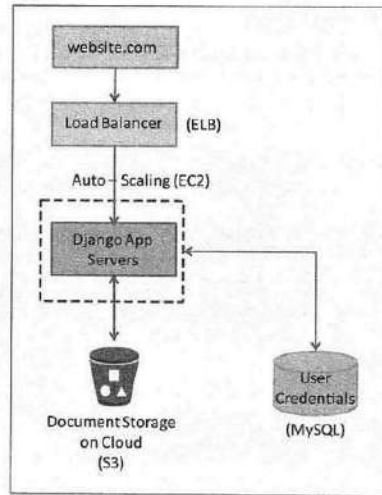 website.com
Load Balancer (ELB)
Auto – Scaling (EC2)
Django App
Servers
Document Storage
on Cloud
(S3)
User
Credentials
(MySQL)